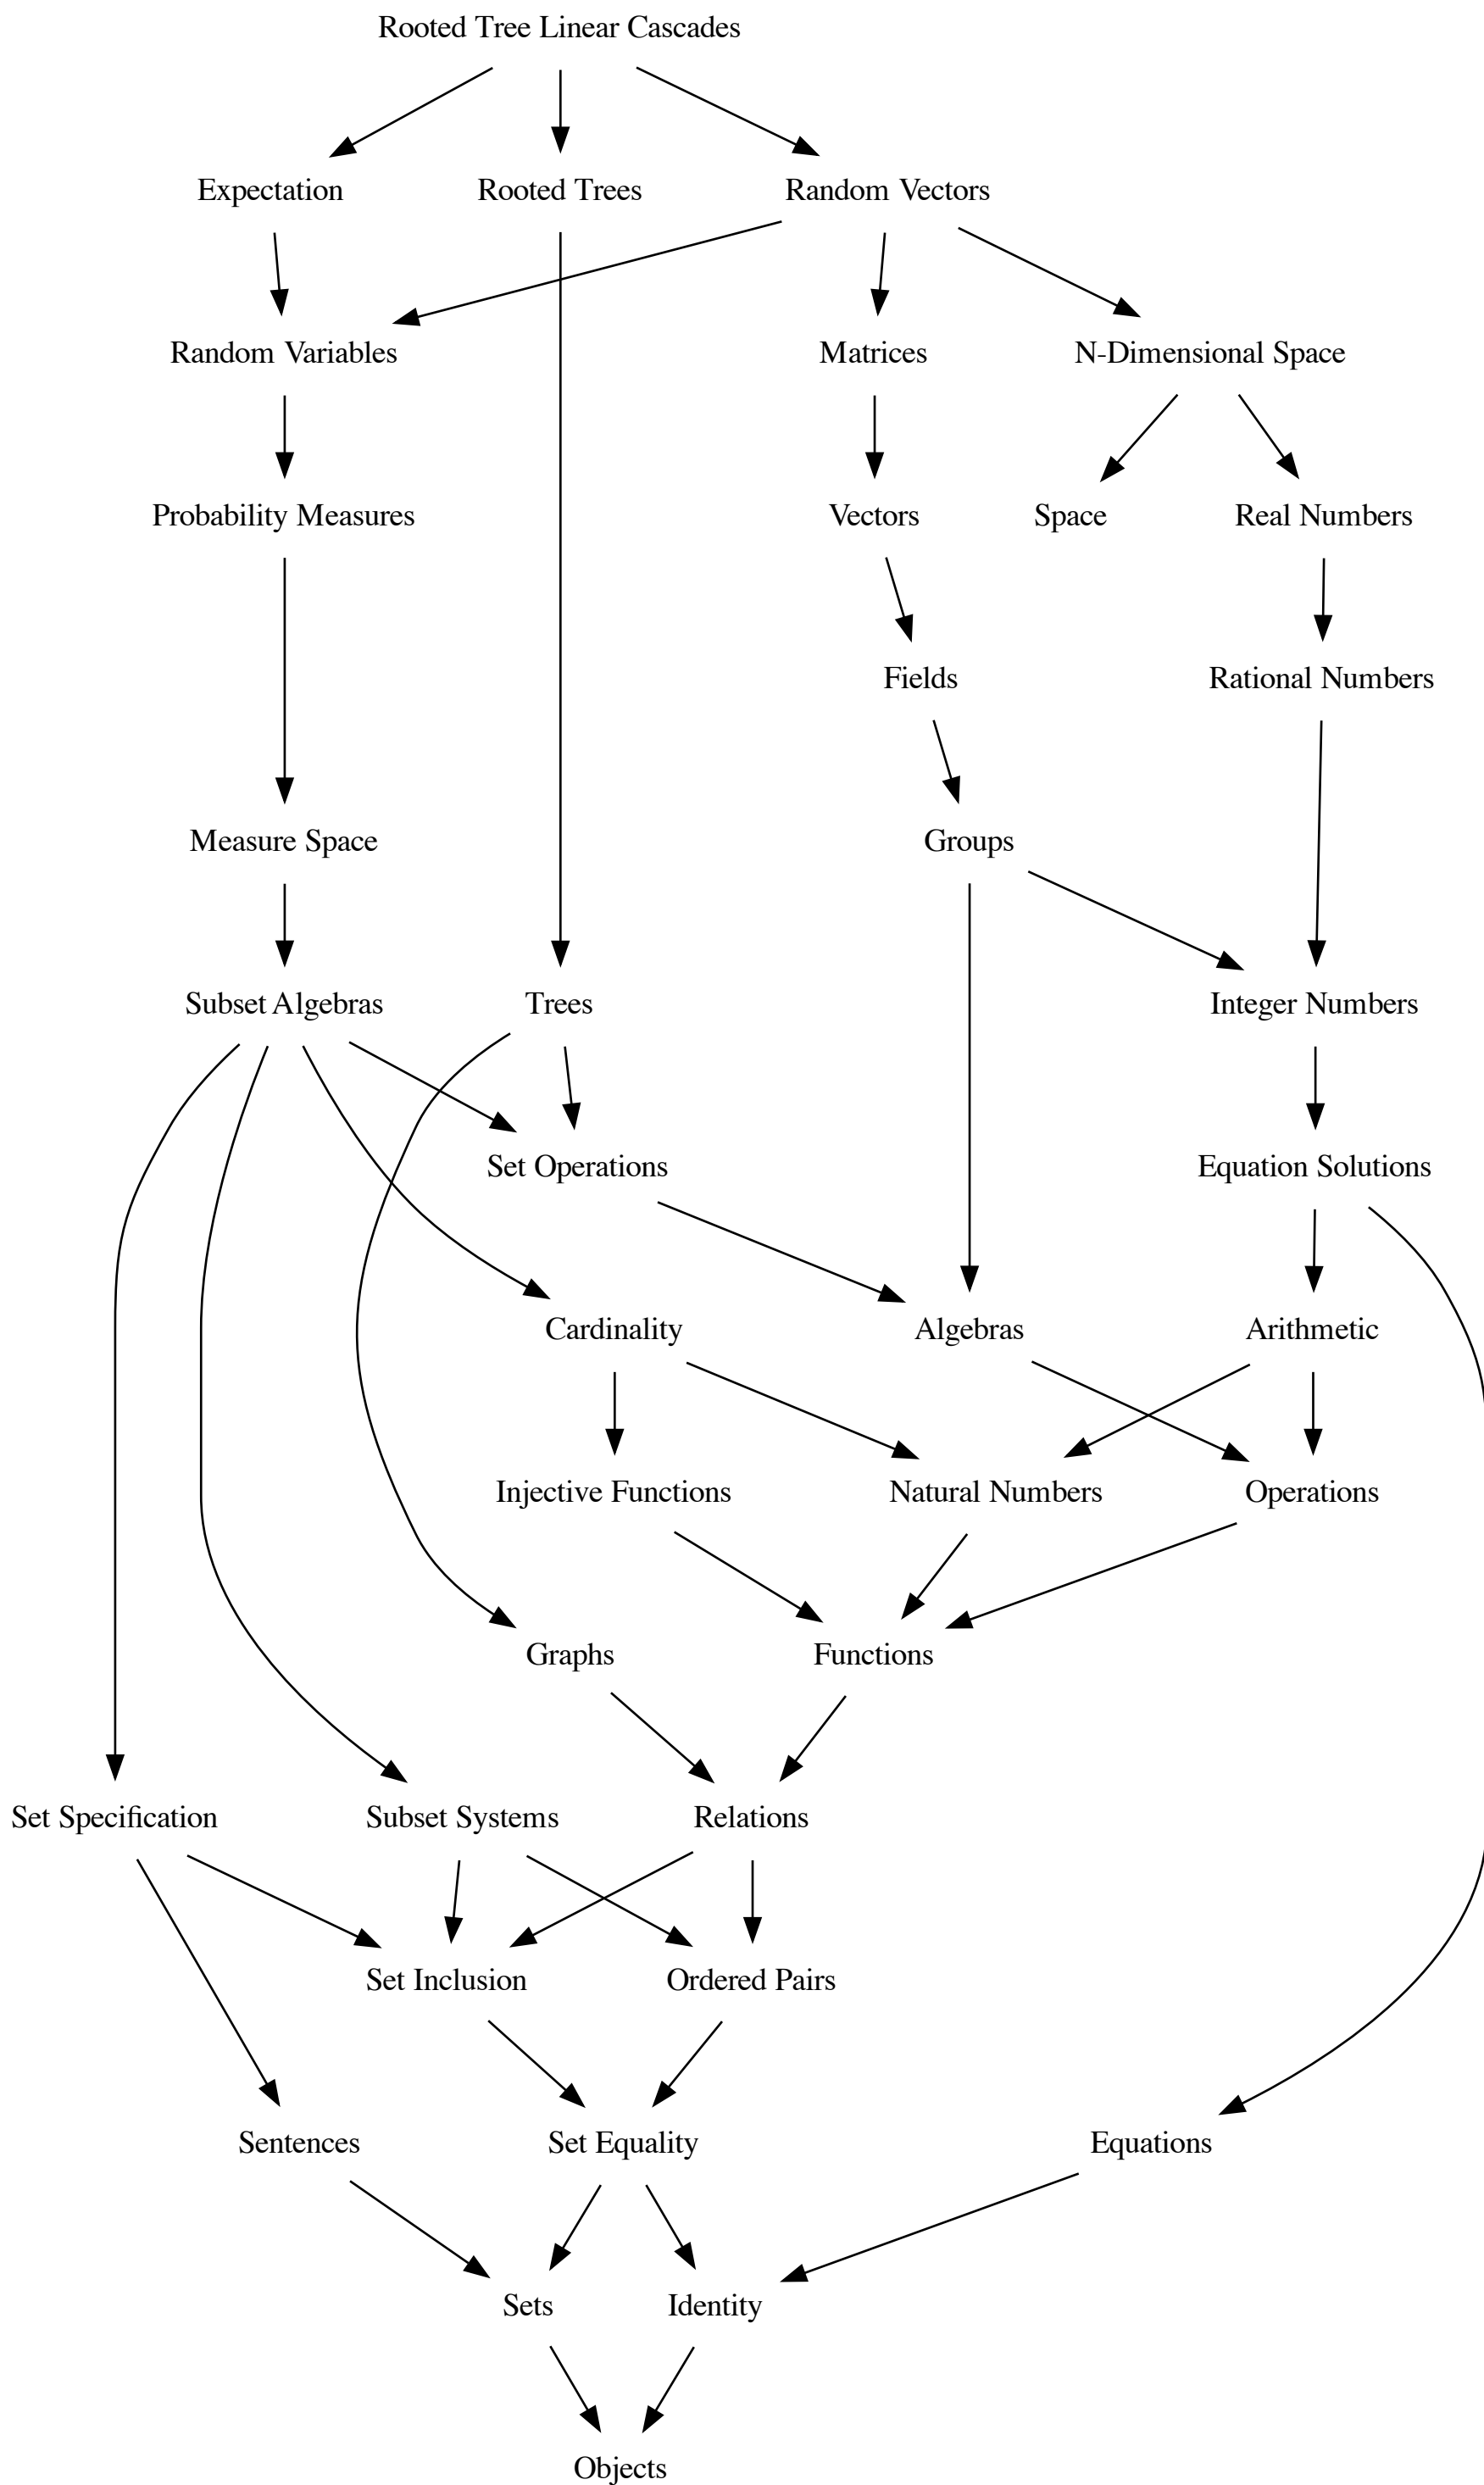 Rooted Tree Linear Cascades
Expectation
Rooted Trees
Random Vectors
Random Variables
Matrices
N-Dimensional Space
Probability Measures
Vectors
Space
Real Numbers
Fields
Rational Numbers
Measure Space
Groups
Subset Algebras
Trees
Integer Numbers
Set Operations
Equation Solutions
Cardinality
Algebras
Arithmetic
Injective Functions
Natural Numbers
Operations
Graphs
Functions
Set Specification
Subset Systems
Relations
Set Inclusion
Ordered Pairs
Sentences
Set Equality
Equations
Sets
Identity
Objects